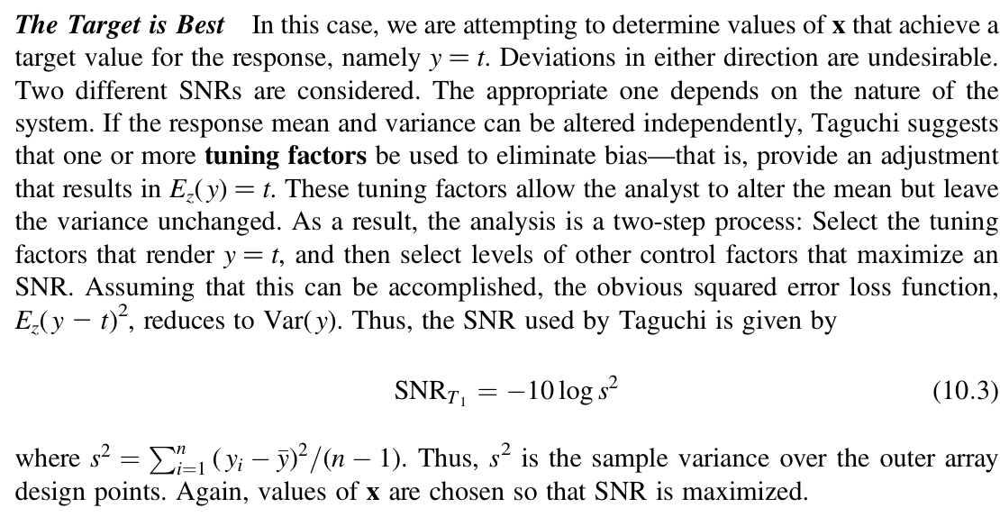 The Target is Best In this case, we are attempting to determine values of x that achieve a
target value for the response, namely y = t. Deviations in either direction are undesirable.
Two different SNRs are considered. The appropriate one depends on the nature of the
system. If the response mean and variance can be altered independently, Taguchi suggests
that one or more tuning factors be used to eliminate bias—that is, provide an adjustment
that results in E_z(y) = t. These tuning factors allow the analyst to alter the mean but leave
the variance unchanged. As a result, the analysis is a two-step process: Select the tuning
factors that render y = t, and then select levels of other control factors that maximize an
SNR. Assuming that this can be accomplished, the obvious squared error loss function,
E_z(y − t)², reduces to Var(y). Thus, the SNR used by Taguchi is given by
SNR_{T_1} = −10 log s² (10.3)
where s² = ∑_{i=1}^{n} (y_i − ȳ)²/(n − 1). Thus, s² is the sample variance over the outer array
design points. Again, values of x are chosen so that SNR is maximized.